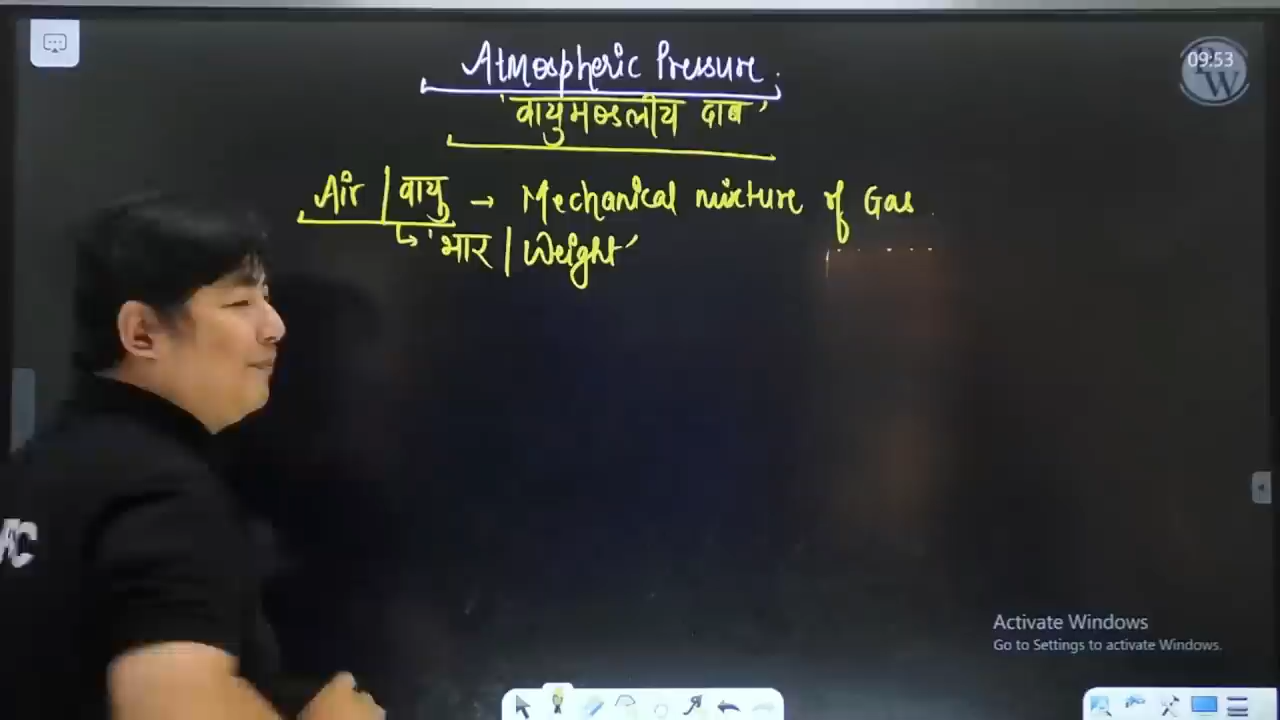 Atmospheric Pressure.
'वायुमण्डलीय दाब'
Air | वायु → Mechanical mixture of Gas
↳ 'भार | Weight'
09:53
PW
Activate Windows
Go to Settings to activate Windows.